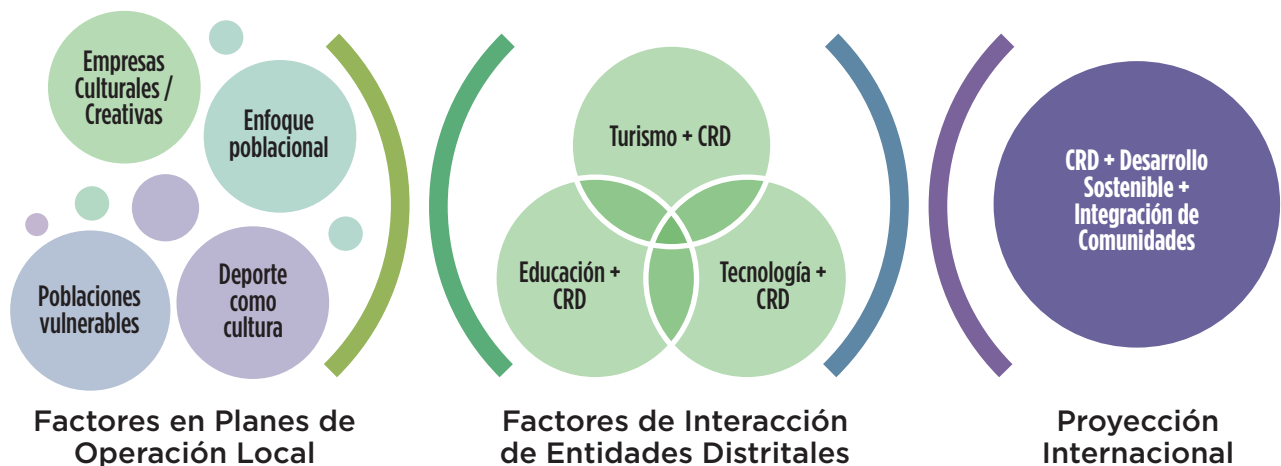 Empresas
Culturales /
Creativas
Enfoque
poblacional
Poblaciones
vulnerables
Deporte
como
cultura
Factores en Planes de
Operación Local
Turismo + CRD
Educación +
CRD
Tecnología +
CRD
Factores de Interacción
de Entidades Distritales
CRD + Desarrollo
Sostenible +
Integración de
Comunidades
Proyección
Internacional